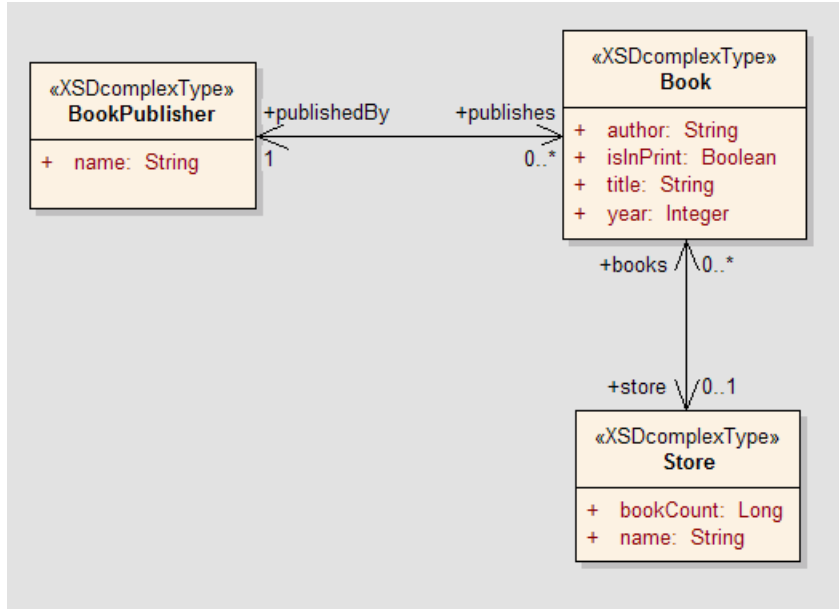 «XSDcomplexType»
BookPublisher
+ name: String
+publishedBy
1
+publishes
0..*
«XSDcomplexType»
Book
+ author: String
+ isInPrint: Boolean
+ title: String
+ year: Integer
+books
0..*
+store
0..1
«XSDcomplexType»
Store
+ bookCount: Long
+ name: String